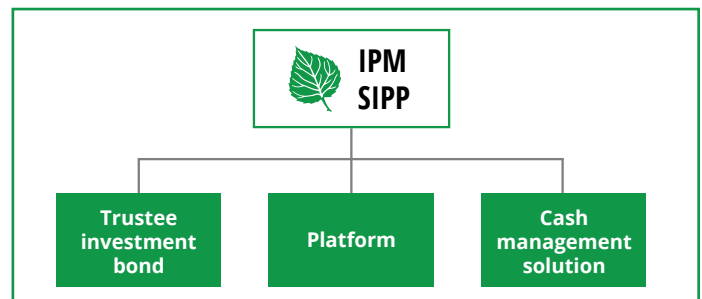 IPM
SIPP
Trustee
investment
bond
Platform
Cash
management
solution